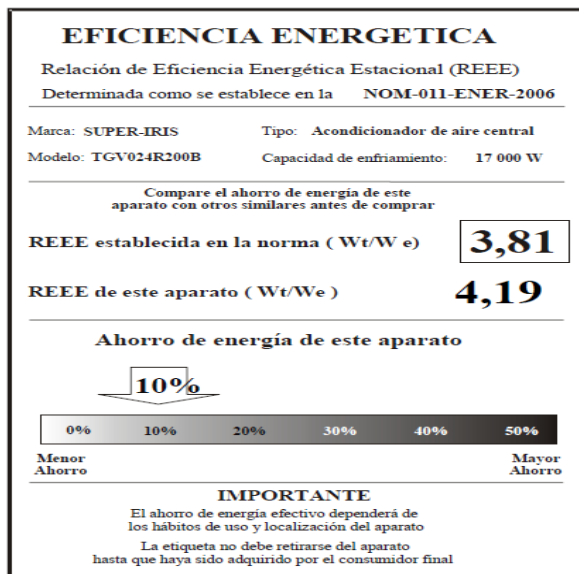 EFICIENCIA ENERGETICA
Relación de Eficiencia Energética Estacional (REEE)
Determinada como se establece en la NOM-011-ENER-2006
Marca: SUPER-IRIS Tipo: Acondicionador de aire central
Modelo: TGV024R200B Capacidad de enfriamiento: 17 000 W
Compare el ahorro de energía de este
aparato con otros similares antes de comprar
REEE establecida en la norma ( Wt/W e) 3,81
REEE de este aparato ( Wt/We ) 4,19
Ahorro de energía de este aparato
10%
0% 10% 20% 30% 40% 50%
Menor Mayor
Ahorro Ahorro
IMPORTANTE
El ahorro de energía efectivo dependerá de
los hábitos de uso y localización del aparato
La etiqueta no debe retirarse del aparato
hasta que haya sido adquirido por el consumidor final